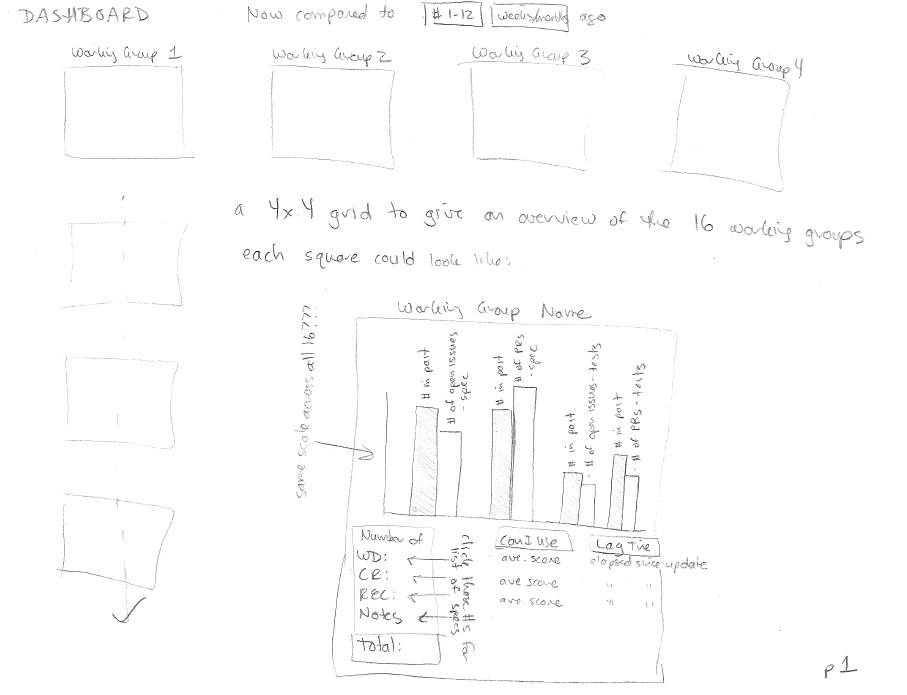 DASHBOARD
Now compared to # 1-12 weeks/months ago
Working Group 1
Working Group 2
Working Group 3
Working Group 4
a 4x4 grid to give an overview of the 16 working groups
each square could look like:
Working Group Name
same scale across all 16???
# in past
# of open issues
- spec
# in past
# of PRs
- spec
# in past
# of open issues - tests
# in past
# of PRs - tests
Number of
WD:
CR:
REC:
Notes
Total:
click those #s for
list of specs
Can I Use
ave. score
ave score
ave. score
Lag Time
elapsed since update
" "
" "
p 1